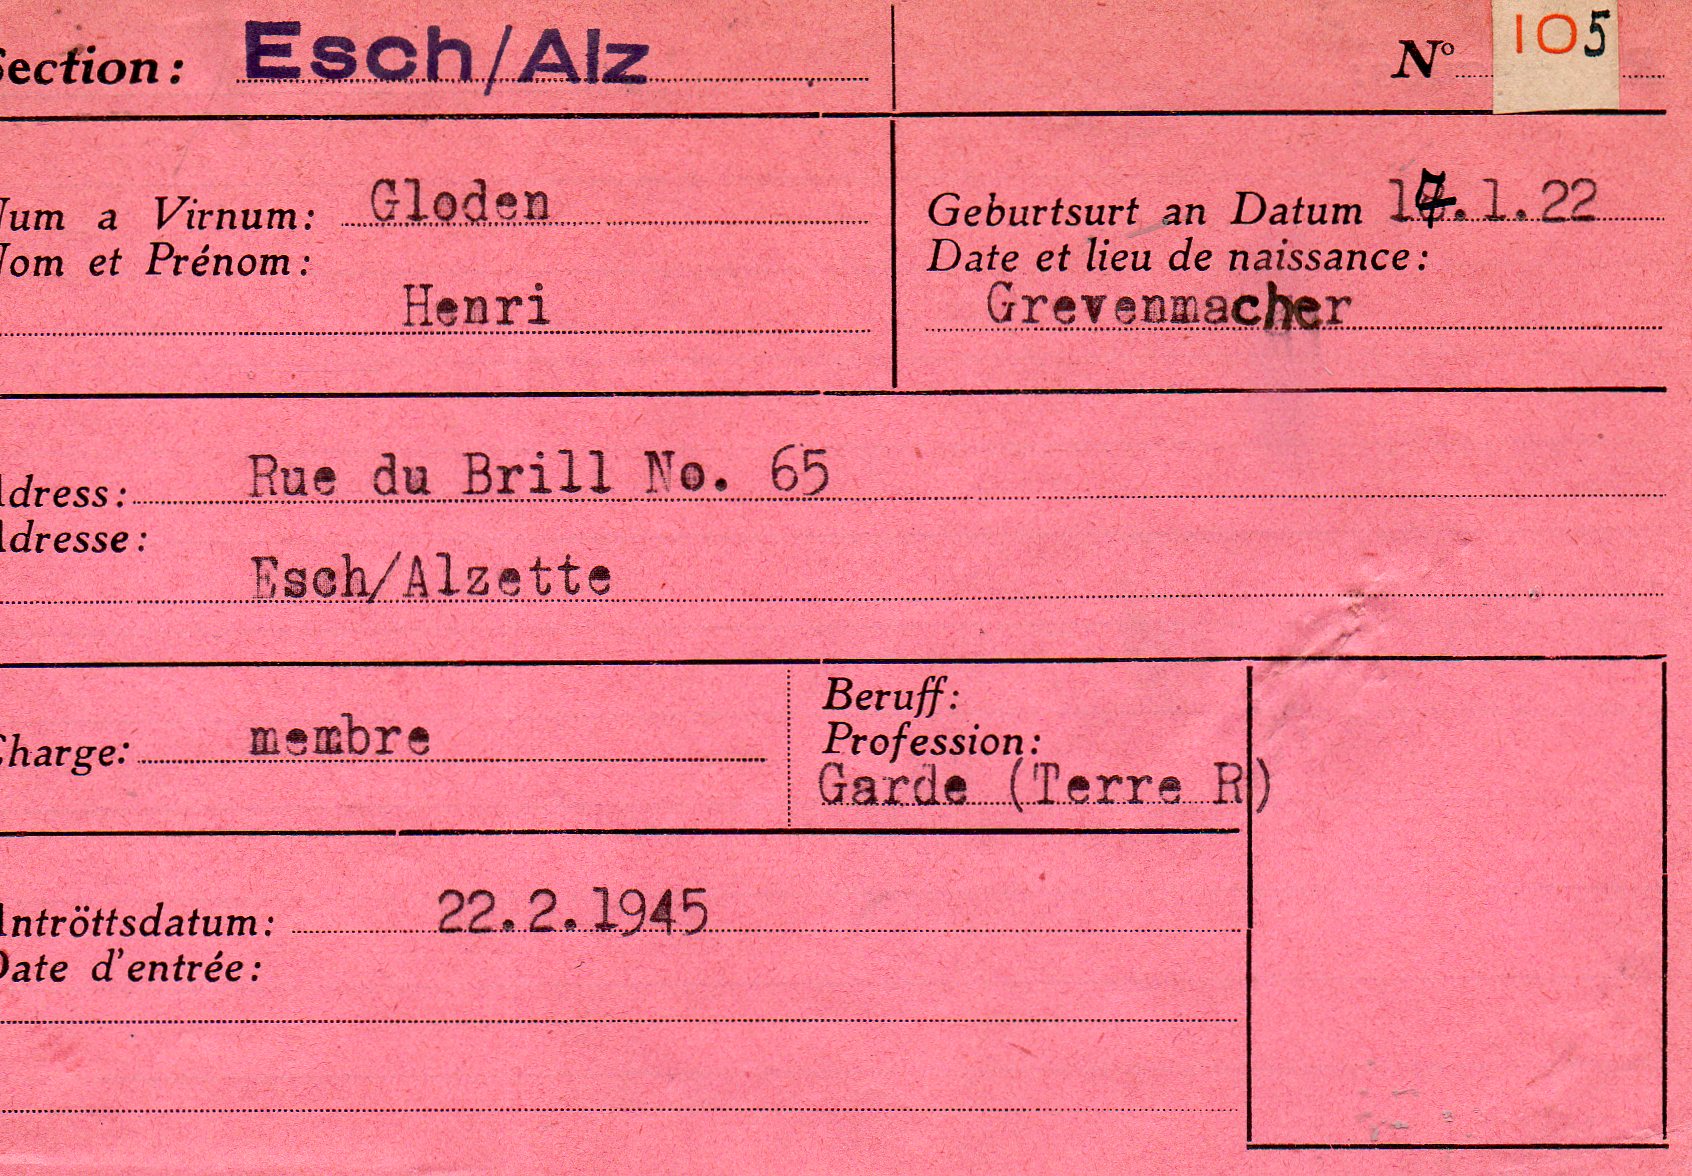 Section: Esch/Alz N° 105
Num a Virnum: Gloden
Nom et Prénom:
Henri
Geburtsurt an Datum 17.1.22
Date et lieu de naissance:
Grevenmacher
Adress: Rue du Brill No. 65
Adresse:
Esch/Alzette
Charge: membre
Beruff:
Profession:
Garde (Terre R)
Antröttsdatum: 22.2.1945
Date d'entrée: